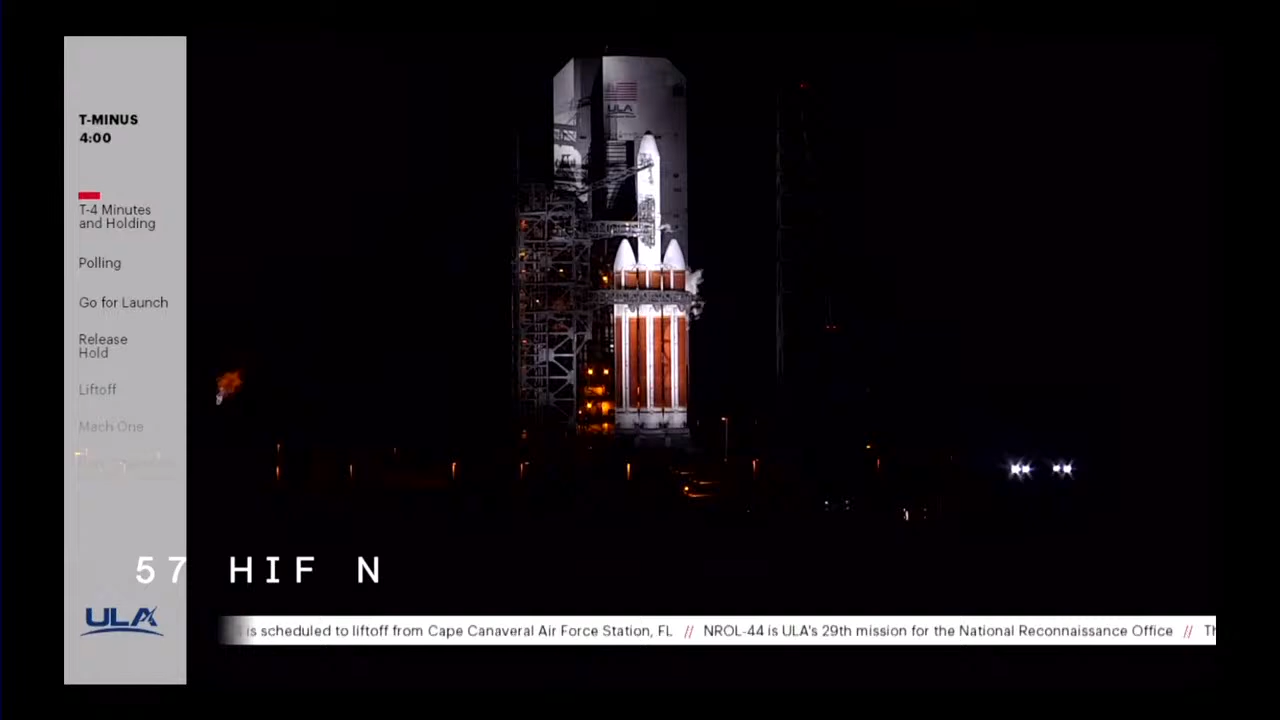 T-MINUS
4:00
T-4 Minutes
and Holding
Polling
Go for Launch
Release
Hold
Liftoff
Mach One
57 HIF N
ULA
ULA
is scheduled to liftoff from Cape Canaveral Air Force Station, FL // NROL-44 is ULA's 29th mission for the National Reconnaissance Office //